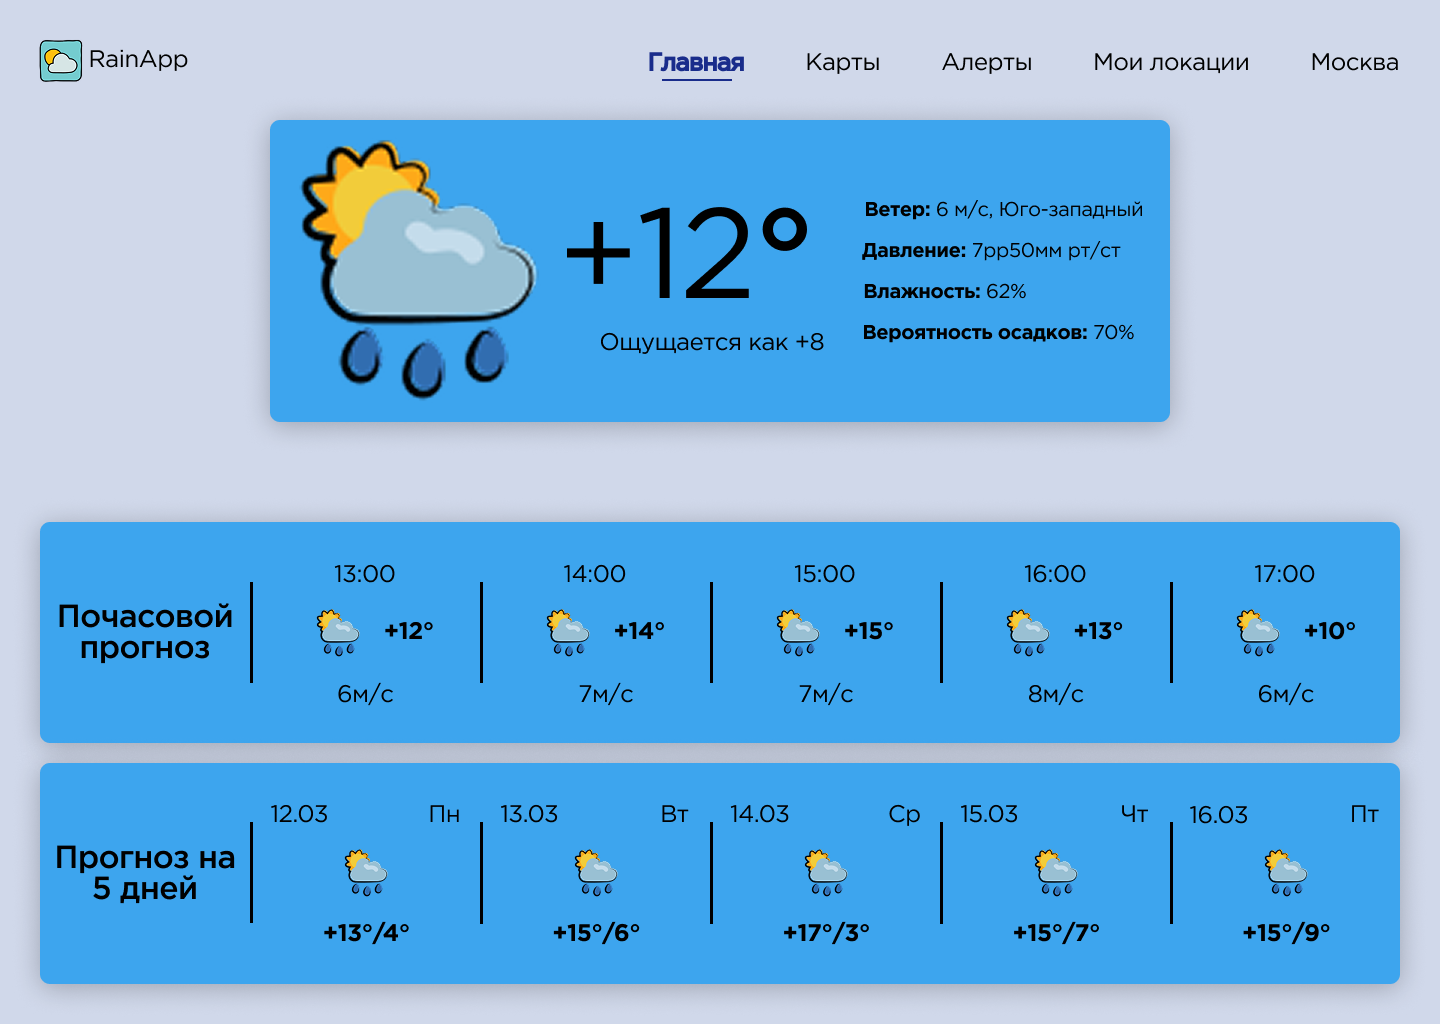 RainApp
Главная Карты Алерты Мои локации Москва
+12°
Ощущается как +8
Ветер: 6 м/с, Юго-западный
Давление: 7рр50мм рт/ст
Влажность: 62%
Вероятность осадков: 70%
Почасовой
прогноз
13:00 14:00 15:00 16:00 17:00
+12° +14° +15° +13° +10°
6м/с 7м/с 7м/с 8м/с 6м/с
Прогноз на
5 дней
12.03 Пн 13.03 Вт 14.03 Ср 15.03 Чт 16.03 Пт
+13°/4° +15°/6° +17°/3° +15°/7° +15°/9°